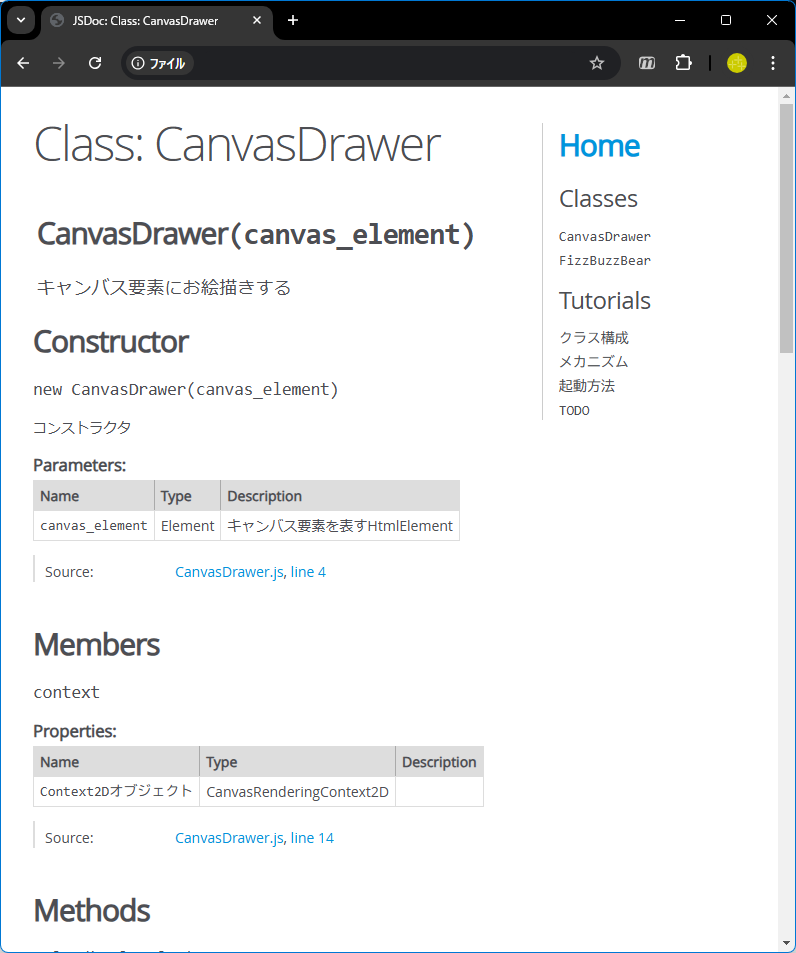 JSDoc: Class: CanvasDrawer
ファイル
Class: CanvasDrawer
CanvasDrawer(canvas_element)
キャンバス要素にお絵描きする
Constructor
new CanvasDrawer(canvas_element)
コンストラクタ
Parameters:
Name Type Description
canvas_element Element キャンバス要素を表すHtmlElement
Source: CanvasDrawer.js, line 4
Members
context
Properties:
Name Type Description
Context2Dオブジェクト CanvasRenderingContext2D
Source: CanvasDrawer.js, line 14
Methods
Home
Classes
CanvasDrawer
FizzBuzzBear
Tutorials
クラス構成
メカニズム
起動方法
TODO